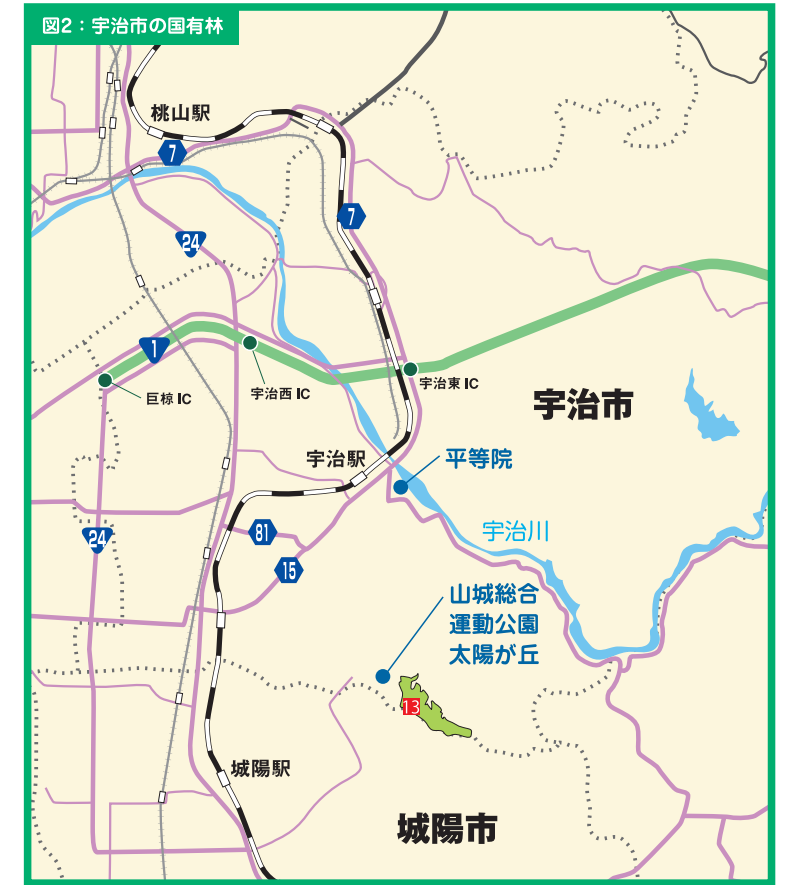 図2：宇治市の国有林
桃山駅
7
7
24
1
巨椋 IC
宇治西 IC
宇治東 IC
宇治市
宇治駅
平等院
宇治川
24
81
15
山城総合
運動公園
太陽が丘
13
城陽駅
城陽市